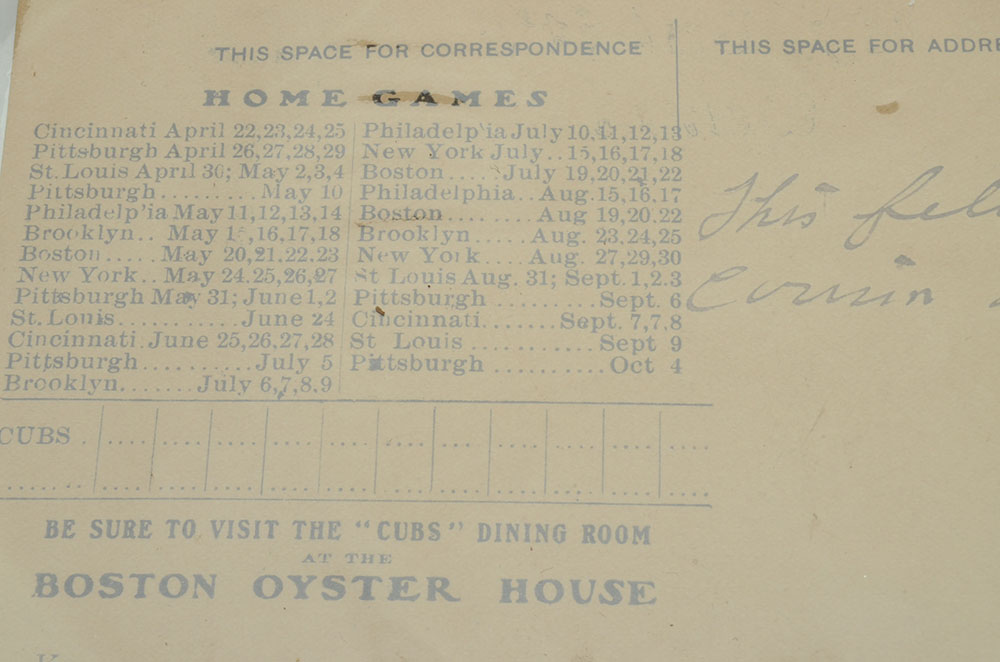 THIS SPACE FOR CORRESPONDENCE
THIS SPACE FOR ADDRE
HOME GAMES
Cincinnati April 22,23,24,25
Pittsburgh April 26,27,28,29
St. Louis April 30; May 2,3,4
Pittsburgh......... May 10
Philadelp'ia May 11,12,13,14
Brooklyn.. May 15,16,17,18
Boston..... May 20,21.22.23
New York.. May 24.25,26,27
Pittsburgh May 31; June 1,2
St. Louis........... June 24
Cincinnati. June 25,26,27,28
Pittsburgh.......... July 5
Brooklyn....... July 6,7,8,9
Philadelp'ia July 10,11,12,13
New York July.. 15,16,17,18
Boston.... July 19,20,21,22
Philadelphia.. Aug. 15,16,17
Boston........ Aug 19,20.22
Brooklyn..... Aug. 23,24,25
New York .... Aug. 27,29,30
St Louis Aug. 31; Sept. 1,2.3
Pittsburgh ......... Sept. 6
Cincinnati....... Sept. 7,7.8
St Louis ............ Sept 9
Pittsburgh .......... Oct 4
This fel
Cousin
CUBS .
BE SURE TO VISIT THE "CUBS" DINING ROOM
AT THE
BOSTON OYSTER HOUSE